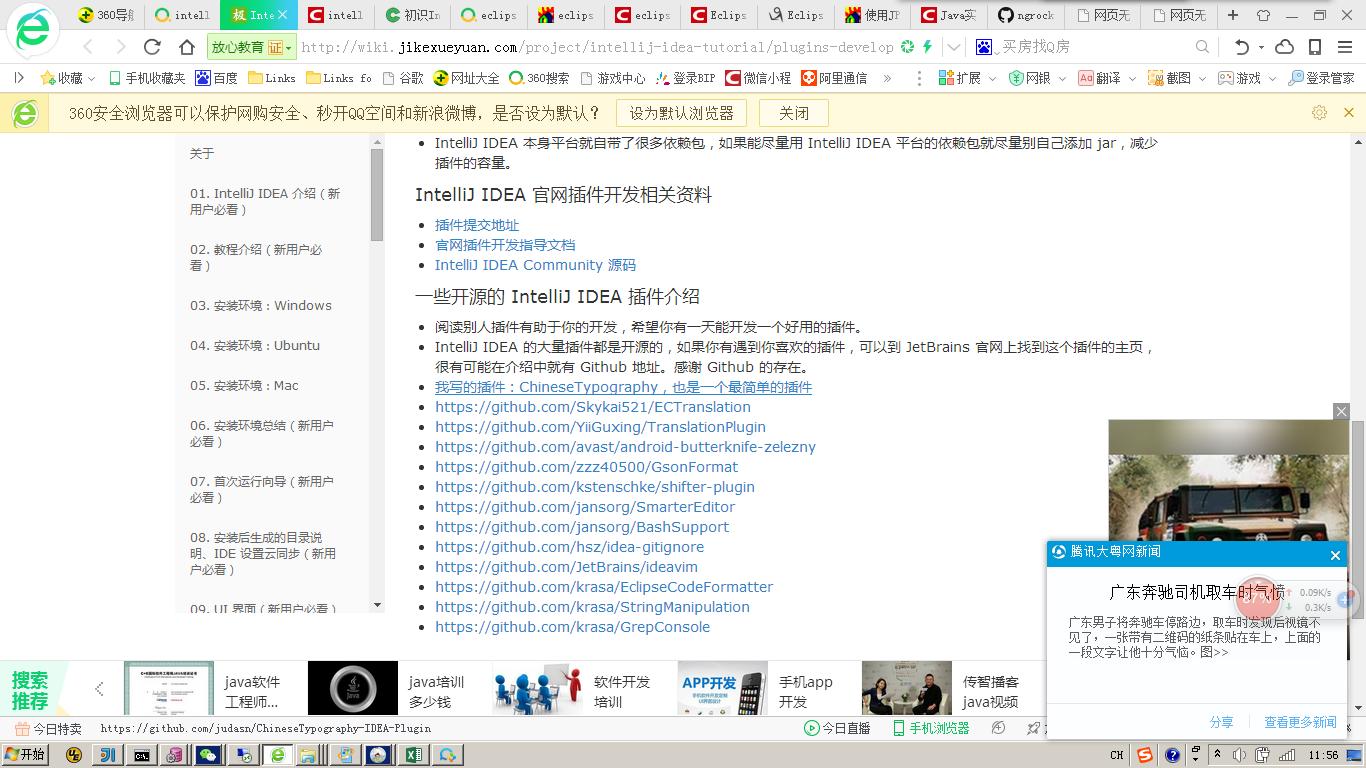 360导航
intell
Inte
intell
初识In
eclips
eclips
eclips
Eclips
Eclips
使用JP
Java实
ngrock
网页无
网页无
放心教育 证
http://wiki.jikexueyuan.com/project/intellij-idea-tutorial/plugins-develop
买房找Q房
收藏
手机收藏夹
百度
Links
Links fo
谷歌
网址大全
360搜索
游戏中心
登录BIP
微信小程
阿里通信
»
扩展
网银
翻译
截图
游戏
登录管家
360安全浏览器可以保护网购安全、秒开QQ空间和新浪微博，是否设为默认？
设为默认浏览器
关闭
关于
01. IntelliJ IDEA 介绍（新
用户必看）
02. 教程介绍（新用户必
看）
03. 安装环境：Windows
04. 安装环境：Ubuntu
05. 安装环境：Mac
06. 安装环境总结（新用户
必看）
07. 首次运行向导（新用户
必看）
08. 安装后生成的目录说
明、IDE 设置云同步（新用
户必看）
09. UI 界面（新用户必看）
IntelliJ IDEA 本身平台就自带了很多依赖包，如果能尽量用 IntelliJ IDEA 平台的依赖包就尽量别自己添加 jar，减少
插件的容量。
IntelliJ IDEA 官网插件开发相关资料
插件提交地址
官网插件开发指导文档
IntelliJ IDEA Community 源码
一些开源的 IntelliJ IDEA 插件介绍
阅读别人插件有助于你的开发，希望你有一天能开发一个好用的插件。
IntelliJ IDEA 的大量插件都是开源的，如果你有遇到你喜欢的插件，可以到 JetBrains 官网上找到这个插件的主页，
很有可能在介绍中就有 Github 地址。感谢 Github 的存在。
我写的插件：ChineseTypography，也是一个最简单的插件
https://github.com/Skykai521/ECTranslation
https://github.com/YiiGuxing/TranslationPlugin
https://github.com/avast/android-butterknife-zelezny
https://github.com/zzz40500/GsonFormat
https://github.com/kstenschke/shifter-plugin
https://github.com/jansorg/SmarterEditor
https://github.com/jansorg/BashSupport
https://github.com/hsz/idea-gitignore
https://github.com/JetBrains/ideavim
https://github.com/krasa/EclipseCodeFormatter
https://github.com/krasa/StringManipulation
https://github.com/krasa/GrepConsole
腾讯大粤网新闻
广东奔驰司机取车时气愤
67%
0.09K/s
0.3K/s
广东男子将奔驰车停路边，取车时发现后视镜不
见了，一张带有二维码的纸条贴在车上，上面的
一段文字让他十分气恼。图>>
分享
查看更多新闻
搜索
推荐
java软件
工程师...
java培训
多少钱
软件开发
培训
APP开发
手机app
开发
传智播客
java视频
今日特卖
https://github.com/judasn/ChineseTypography-IDEA-Plugin
今日直播
手机浏览器
开始
CH
11:56